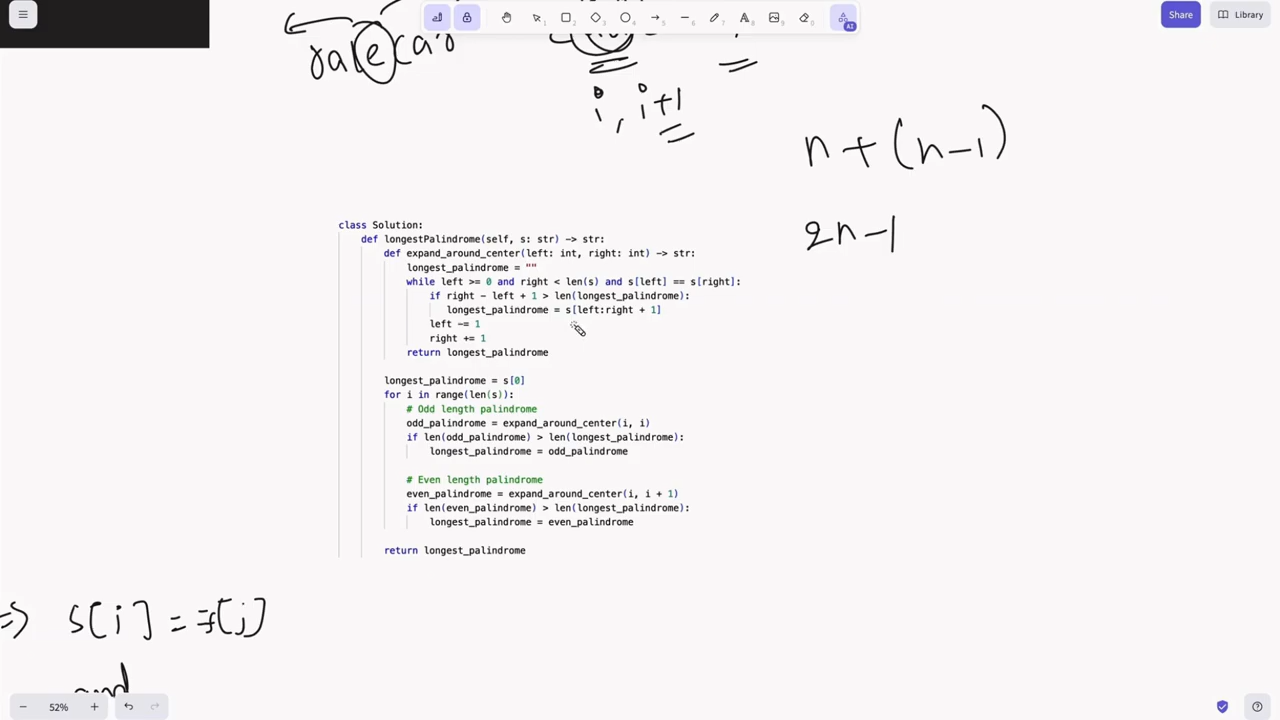 Share
Library
AI
racecar
i, i+1
n + (n-1)
2n-1
class Solution:
def longestPalindrome(self, s: str) -> str:
def expand_around_center(left: int, right: int) -> str:
longest_palindrome = ""
while left >= 0 and right < len(s) and s[left] == s[right]:
if right - left + 1 > len(longest_palindrome):
longest_palindrome = s[left:right + 1]
left -= 1
right += 1
return longest_palindrome
longest_palindrome = s[0]
for i in range(len(s)):
# Odd length palindrome
odd_palindrome = expand_around_center(i, i)
if len(odd_palindrome) > len(longest_palindrome):
longest_palindrome = odd_palindrome
# Even length palindrome
even_palindrome = expand_around_center(i, i + 1)
if len(even_palindrome) > len(longest_palindrome):
longest_palindrome = even_palindrome
return longest_palindrome
=> s[i] = s[j]
and
52%